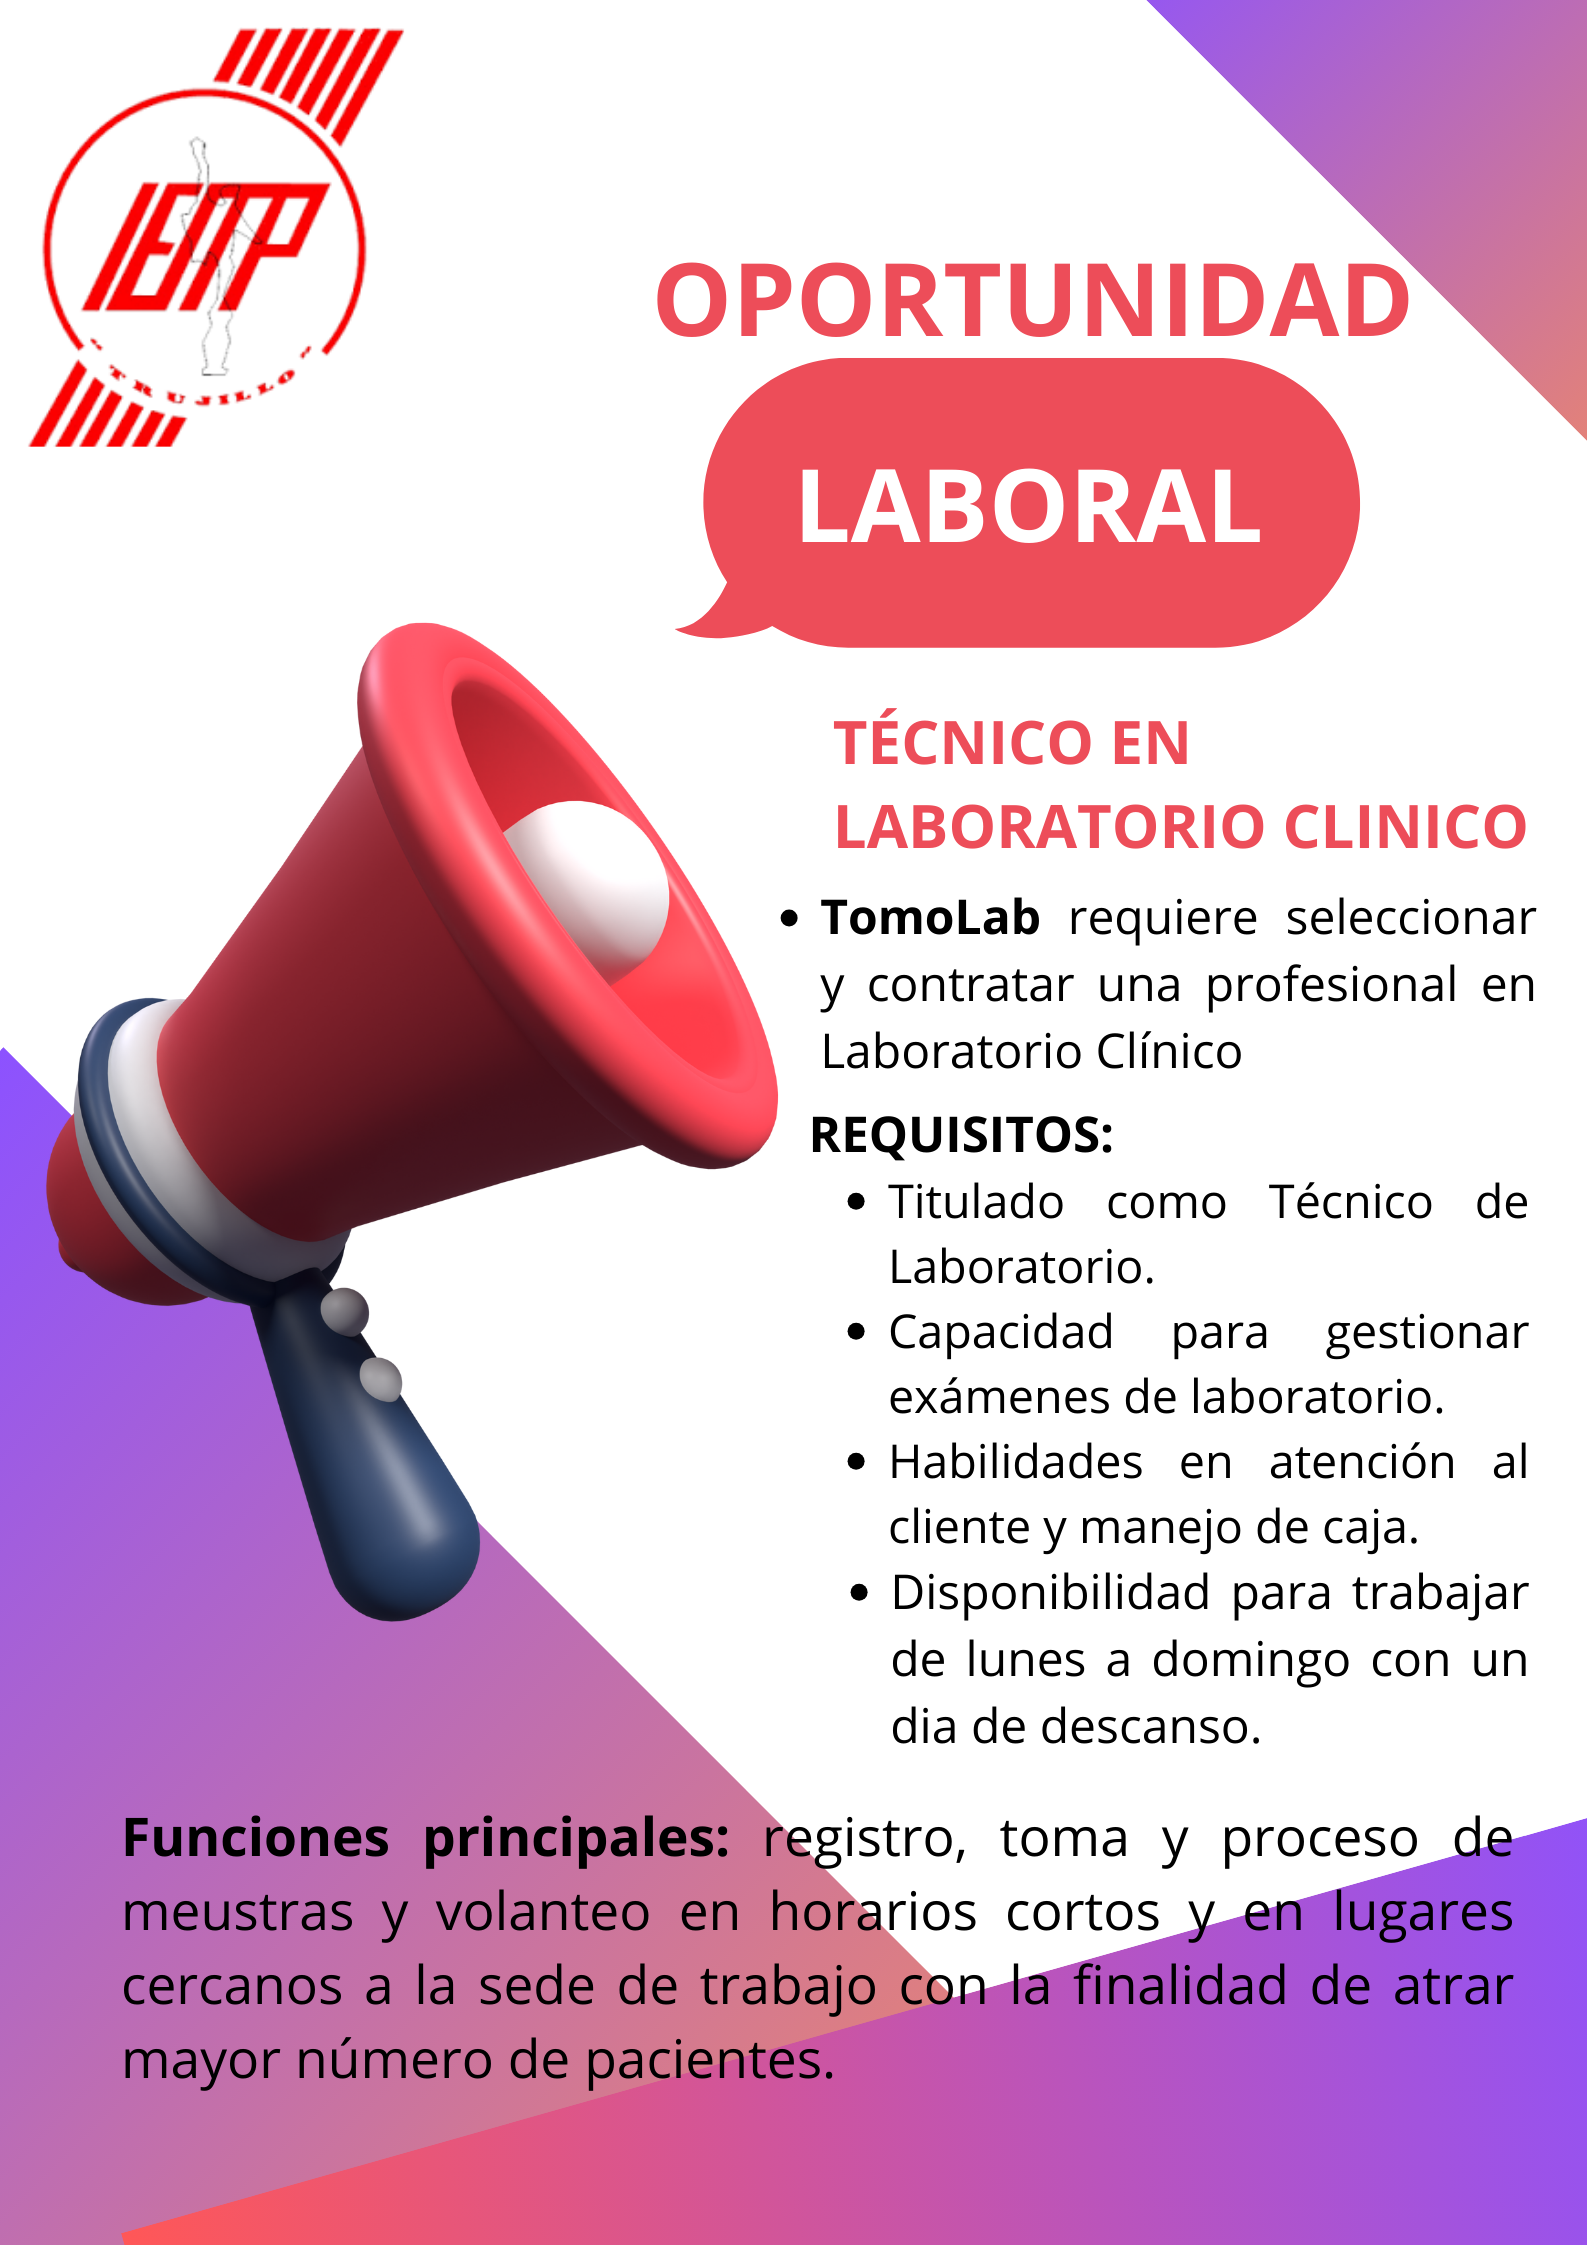 IESTP
"TRUJILLO"
OPORTUNIDAD
LABORAL
TÉCNICO EN
LABORATORIO CLINICO
TomoLab requiere seleccionar
y contratar una profesional en
Laboratorio Clínico
REQUISITOS:
Titulado como Técnico de
Laboratorio.
Capacidad para gestionar
exámenes de laboratorio.
Habilidades en atención al
cliente y manejo de caja.
Disponibilidad para trabajar
de lunes a domingo con un
dia de descanso.
Funciones principales: registro, toma y proceso de
meustras y volanteo en horarios cortos y en lugares
cercanos a la sede de trabajo con la finalidad de atrar
mayor número de pacientes.